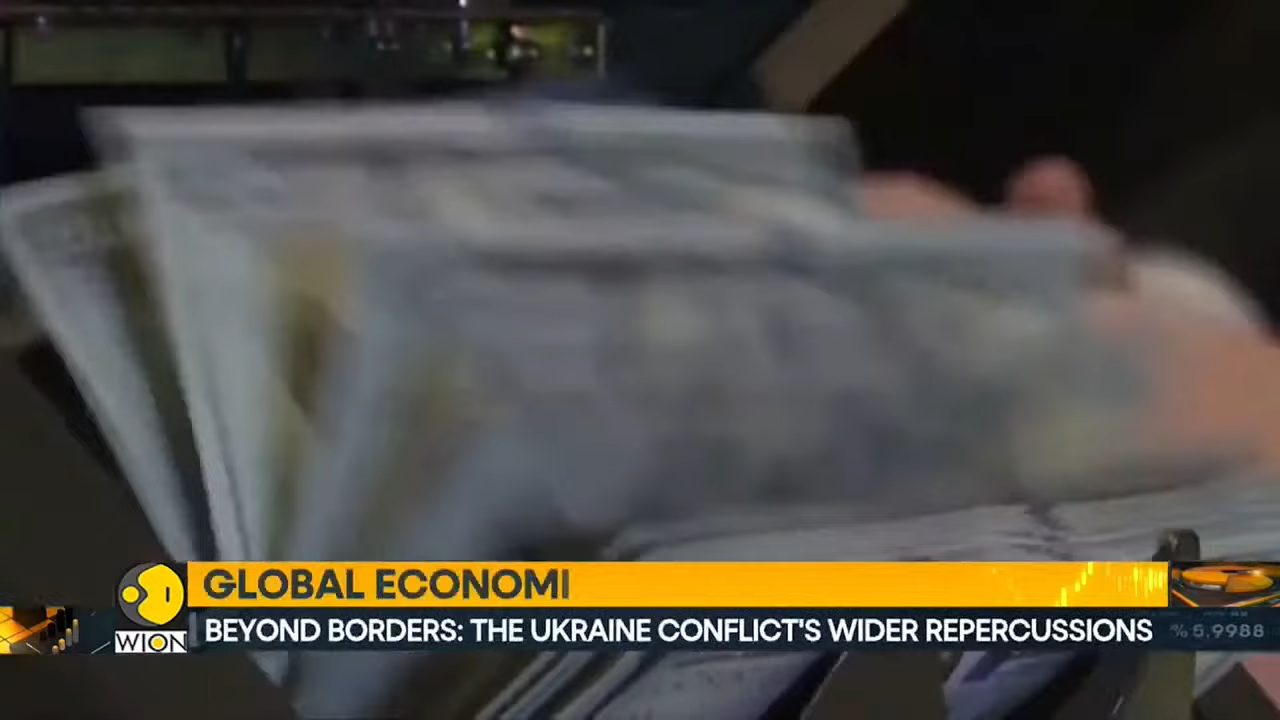 GLOBAL ECONOMI
BEYOND BORDERS: THE UKRAINE CONFLICT'S WIDER REPERCUSSIONS
WION
% 5,9988